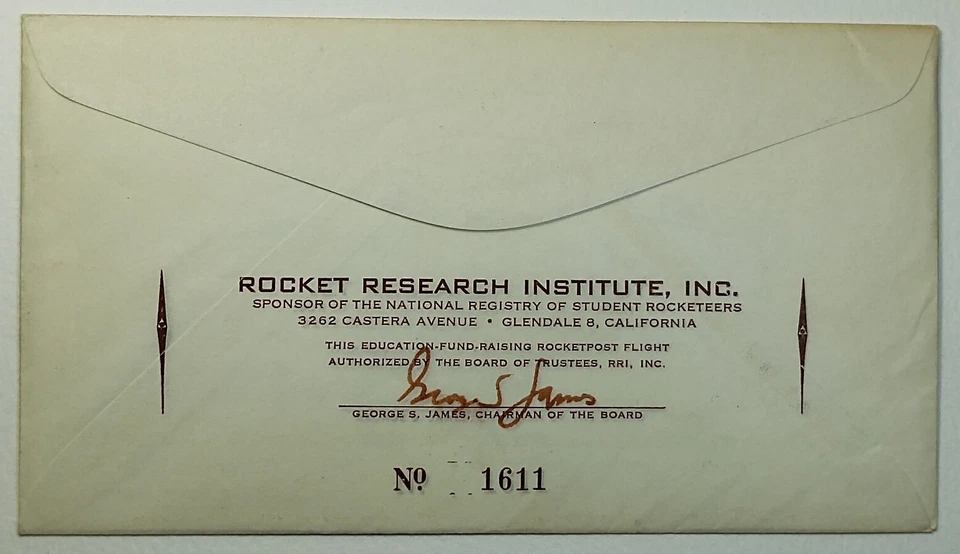 ROCKET RESEARCH INSTITUTE, INC.
SPONSOR OF THE NATIONAL REGISTRY OF STUDENT ROCKETEERS
3262 CASTERA AVENUE • GLENDALE 8, CALIFORNIA
THIS EDUCATION-FUND-RAISING ROCKETPOST FLIGHT
AUTHORIZED BY THE BOARD OF TRUSTEES, RRI, INC.
George S James
GEORGE S. JAMES, CHAIRMAN OF THE BOARD
Nº 1611